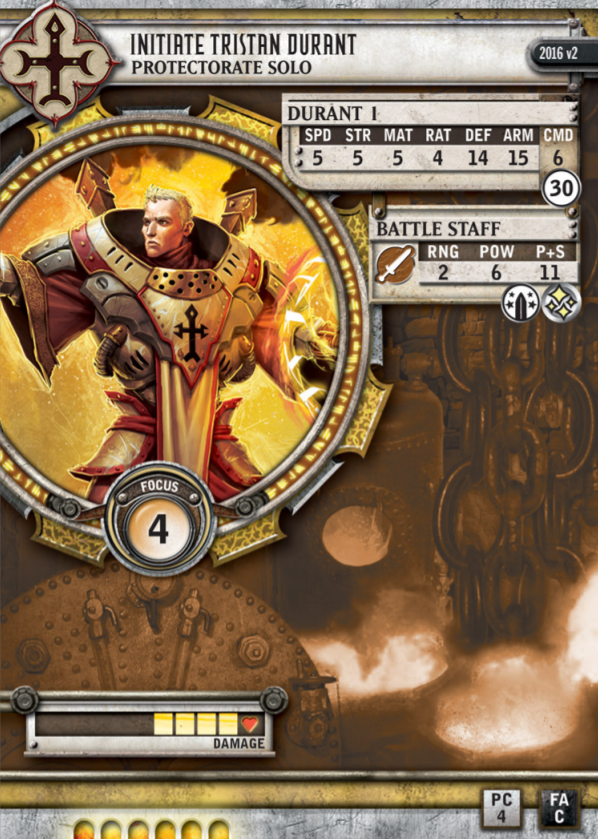 INITIATE TRISTAN DURANT
PROTECTORATE SOLO
2016 v2
DURANT 1
SPD STR MAT RAT DEF ARM CMD
5 5 5 4 14 15 6
30
BATTLE STAFF
RNG POW P+S
2 6 11
FOCUS
4
DAMAGE
PC FA
4 C